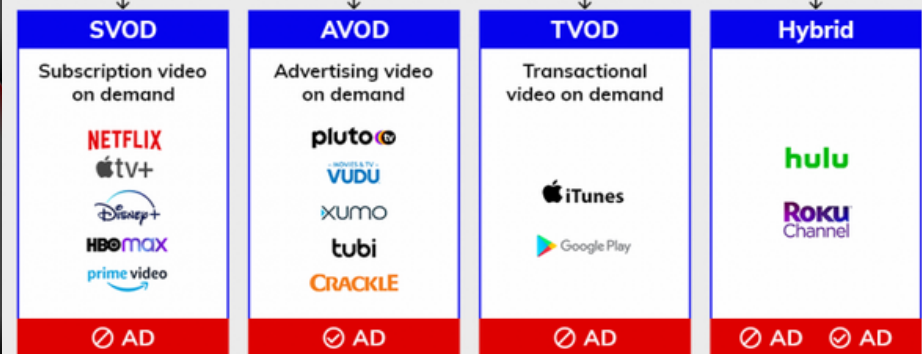 SVOD
Subscription video
on demand
NETFLIX
tv+
Disney+
HBOmax
prime video
AD
AVOD
Advertising video
on demand
pluto tv
MOVIES & TV
VUDU
xumo
tubi
CRACKLE
AD
TVOD
Transactional
video on demand
iTunes
Google Play
AD
Hybrid
hulu
ROKU
Channel
AD AD